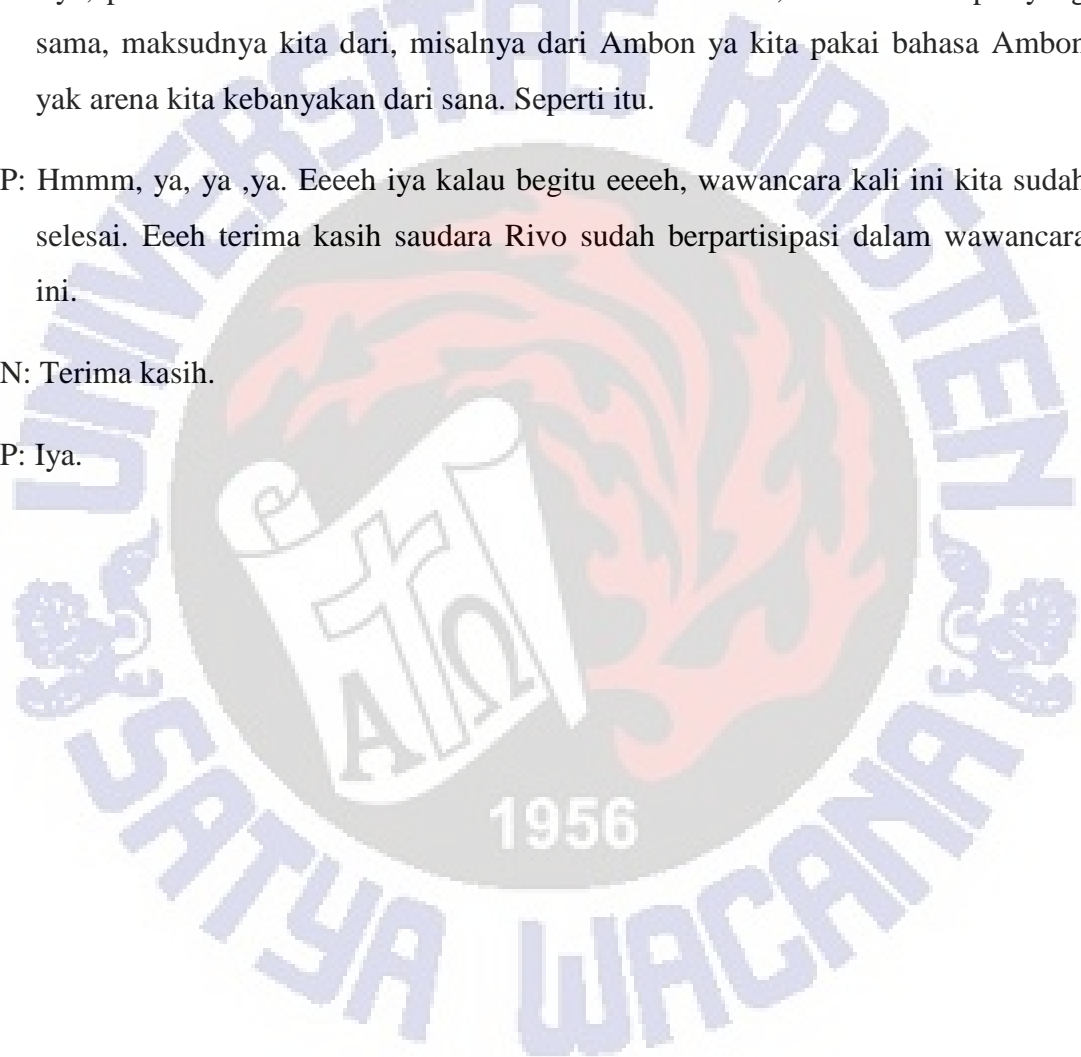 sama, maksudnya kita dari, misalnya dari Ambon ya kita pakai bahasa Ambon
yak arena kita kebanyakan dari sana. Seperti itu.
P: Hmmm, ya, ya ,ya. Eeeeh iya kalau begitu eeeeh, wawancara kali ini kita sudah
selesai. Eeeh terima kasih saudara Rivo sudah berpartisipasi dalam wawancara
ini.
N: Terima kasih.
P: Iya.
UNIVERSITAS KRISTEN
SATYA WACANA
1956
Α Ω